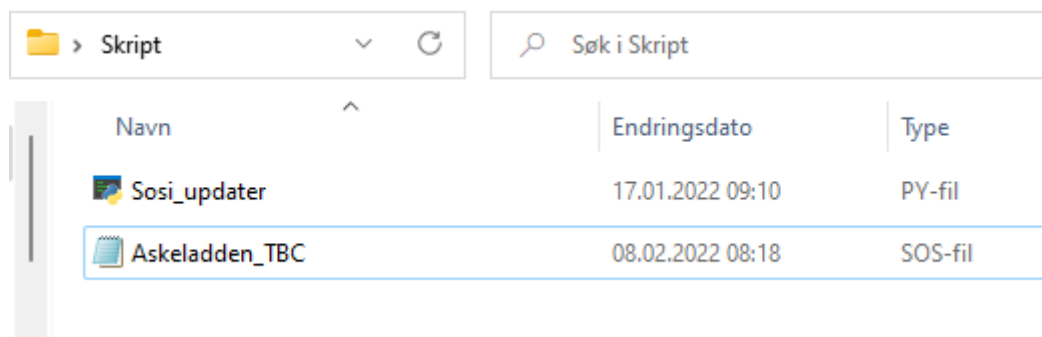 Skript Søk i Skript
Navn Endringsdato Type
Sosi_updater 17.01.2022 09:10 PY-fil
Askeladden_TBC 08.02.2022 08:18 SOS-fil